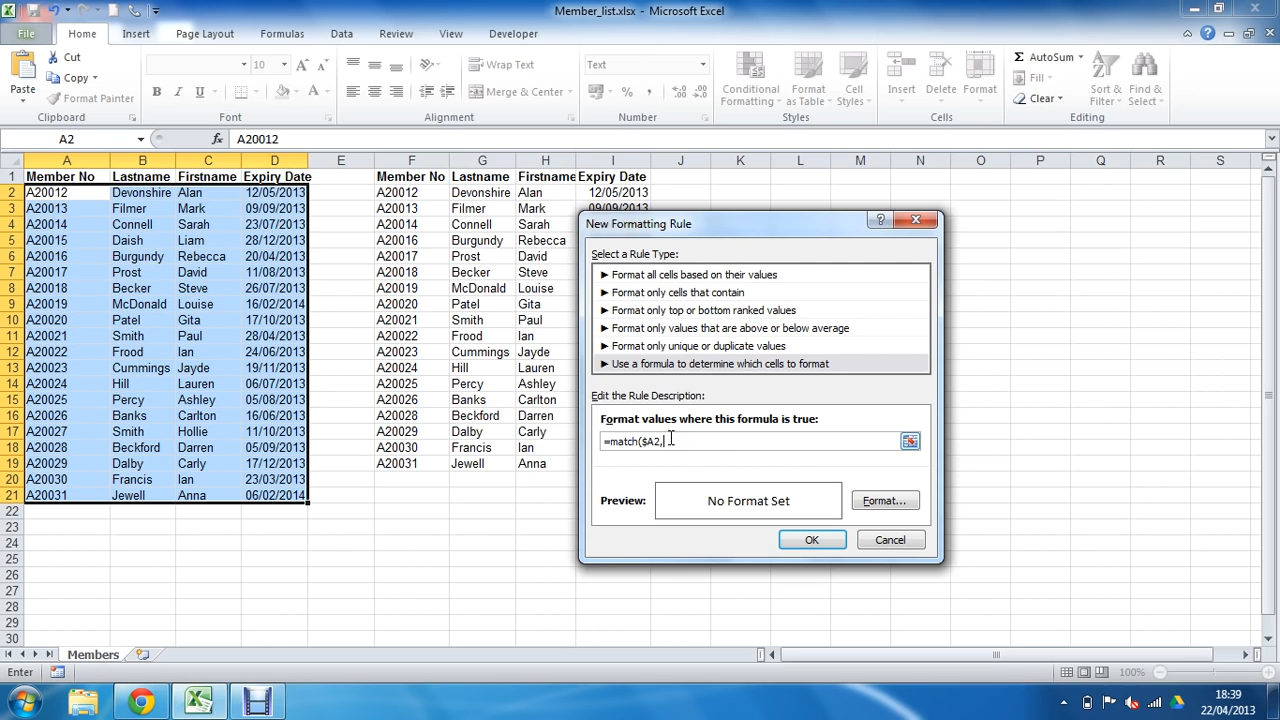 Member_list.xlsx - Microsoft Excel
File Home Insert Page Layout Formulas Data Review View Developer
Paste
Cut
Copy
Format Painter
Clipboard
10
B I U A
Font
Wrap Text
Merge & Center
Alignment
Text
% ,
Number
Conditional Formatting
Format as Table
Cell Styles
Styles
Insert
Delete
Format
Cells
AutoSum
Fill
Clear
Sort & Filter
Find & Select
Editing
A2 fx A20012
A B C D E F G H I J K L M N O P Q R S
1 Member No Lastname Firstname Expiry Date Member No Lastname Firstname Expiry Date
2 A20012 Devonshire Alan 12/05/2013 A20012 Devonshire Alan 12/05/2013
3 A20013 Filmer Mark 09/09/2013 A20013 Filmer Mark 09/09/2013
4 A20014 Connell Sarah 23/07/2013 A20014 Connell Sarah
5 A20015 Daish Liam 28/12/2013 A20016 Burgundy Rebecca
6 A20016 Burgundy Rebecca 20/04/2013 A20017 Prost David
7 A20017 Prost David 11/08/2013 A20018 Becker Steve
8 A20018 Becker Steve 26/07/2013 A20019 McDonald Louise
9 A20019 McDonald Louise 16/02/2014 A20020 Patel Gita
10 A20020 Patel Gita 17/10/2013 A20021 Smith Paul
11 A20021 Smith Paul 28/04/2013 A20022 Frood Ian
12 A20022 Frood Ian 24/06/2013 A20023 Cummings Jayde
13 A20023 Cummings Jayde 19/11/2013 A20024 Hill Lauren
14 A20024 Hill Lauren 06/07/2013 A20025 Percy Ashley
15 A20025 Percy Ashley 05/08/2013 A20026 Banks Carlton
16 A20026 Banks Carlton 16/06/2013 A20028 Beckford Darren
17 A20027 Smith Hollie 11/10/2013 A20029 Dalby Carly
18 A20028 Beckford Darren 05/09/2013 A20030 Francis Ian
19 A20029 Dalby Carly 17/12/2013 A20031 Jewell Anna
20 A20030 Francis Ian 23/03/2013
21 A20031 Jewell Anna 06/02/2014
22
23
24
25
26
27
28
29
30
New Formatting Rule
Select a Rule Type:
► Format all cells based on their values
► Format only cells that contain
► Format only top or bottom ranked values
► Format only values that are above or below average
► Format only unique or duplicate values
► Use a formula to determine which cells to format
Edit the Rule Description:
Format values where this formula is true:
=match($A2,
Preview: No Format Set Format...
OK Cancel
Members
Enter 100%
18:39
22/04/2013